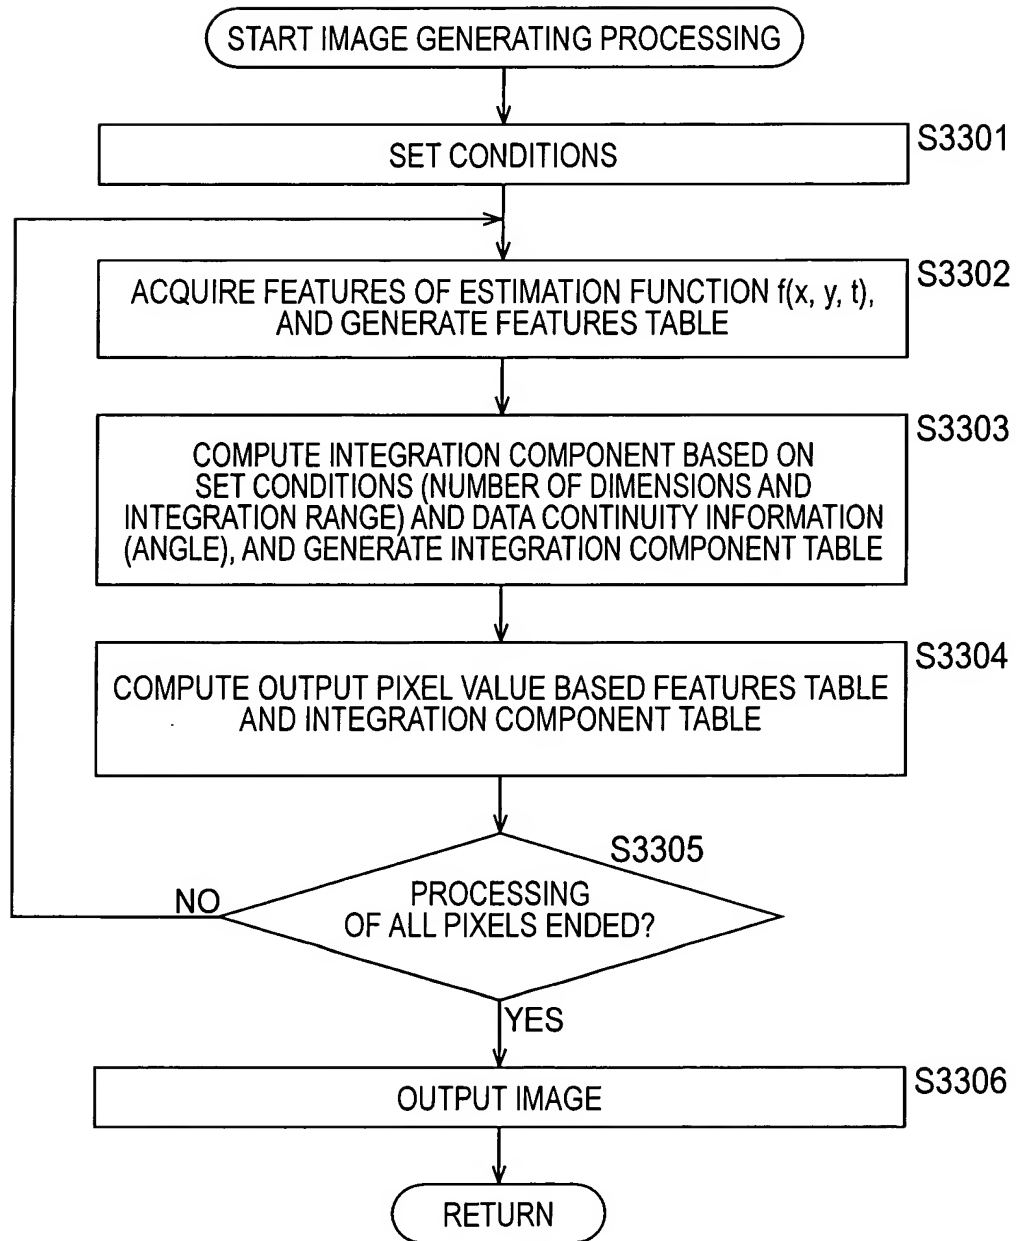 START IMAGE GENERATING PROCESSING
S3301
SET CONDITIONS
S3302
ACQUIRE FEATURES OF ESTIMATION FUNCTION f(x, y, t),
AND GENERATE FEATURES TABLE
S3303
COMPUTE INTEGRATION COMPONENT BASED ON
SET CONDITIONS (NUMBER OF DIMENSIONS AND
INTEGRATION RANGE) AND DATA CONTINUITY INFORMATION
(ANGLE), AND GENERATE INTEGRATION COMPONENT TABLE
S3304
COMPUTE OUTPUT PIXEL VALUE BASED FEATURES TABLE
AND INTEGRATION COMPONENT TABLE
S3305
PROCESSING
OF ALL PIXELS ENDED?
NO
YES
S3306
OUTPUT IMAGE
RETURN